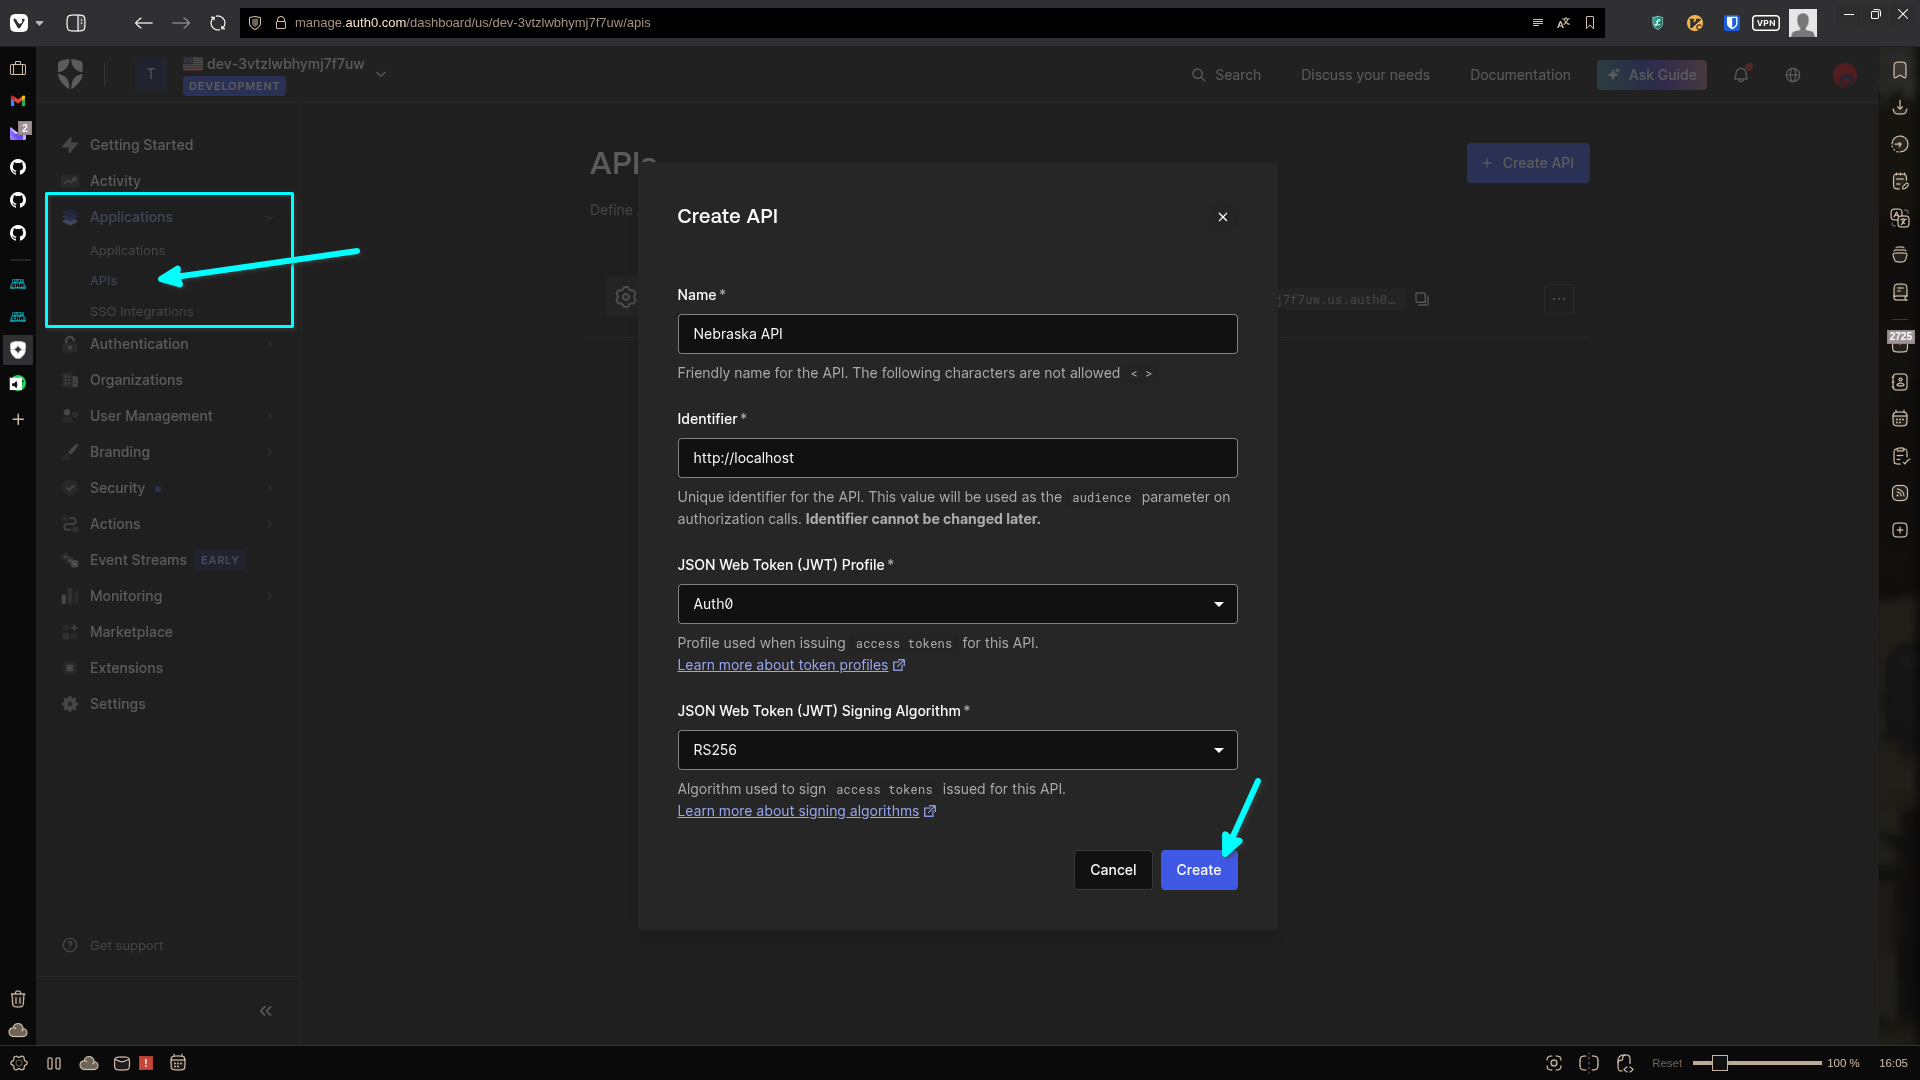 manage.auth0.com/dashboard/us/dev-3vtzlwbhymj7f7uw/apis
VPN
T
dev-3vtzlwbhymj7f7uw
DEVELOPMENT
Search
Discuss your needs
Documentation
Ask Guide
2
Getting Started
Activity
Applications
Applications
APIs
SSO Integrations
Authentication
Organizations
User Management
Branding
Security
Actions
Event Streams
EARLY
Monitoring
Marketplace
Extensions
Settings
Get support
APIs
Define
+ Create API
j7f7uw.us.auth0…
Create API
Name *
Nebraska API
Friendly name for the API. The following characters are not allowed < >
Identifier *
http://localhost
Unique identifier for the API. This value will be used as the audience parameter on
authorization calls. Identifier cannot be changed later.
JSON Web Token (JWT) Profile *
Auth0
Profile used when issuing access tokens for this API.
Learn more about token profiles
JSON Web Token (JWT) Signing Algorithm *
RS256
Algorithm used to sign access tokens issued for this API.
Learn more about signing algorithms
Cancel
Create
2725
!
Reset
100 %
16:05